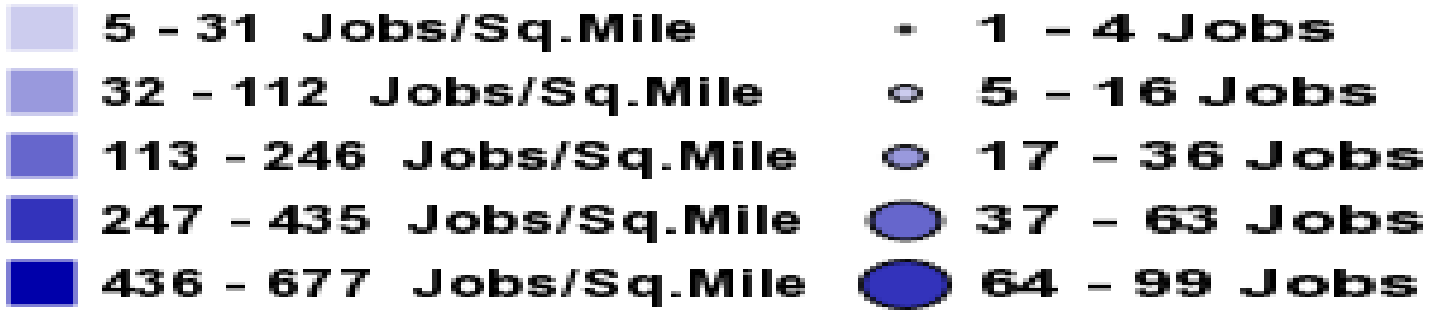 5 - 31 Jobs/Sq.Mile
32 - 112 Jobs/Sq.Mile
113 - 246 Jobs/Sq.Mile
247 - 435 Jobs/Sq.Mile
436 - 677 Jobs/Sq.Mile
1 - 4 Jobs
5 - 16 Jobs
17 - 36 Jobs
37 - 63 Jobs
64 - 99 Jobs